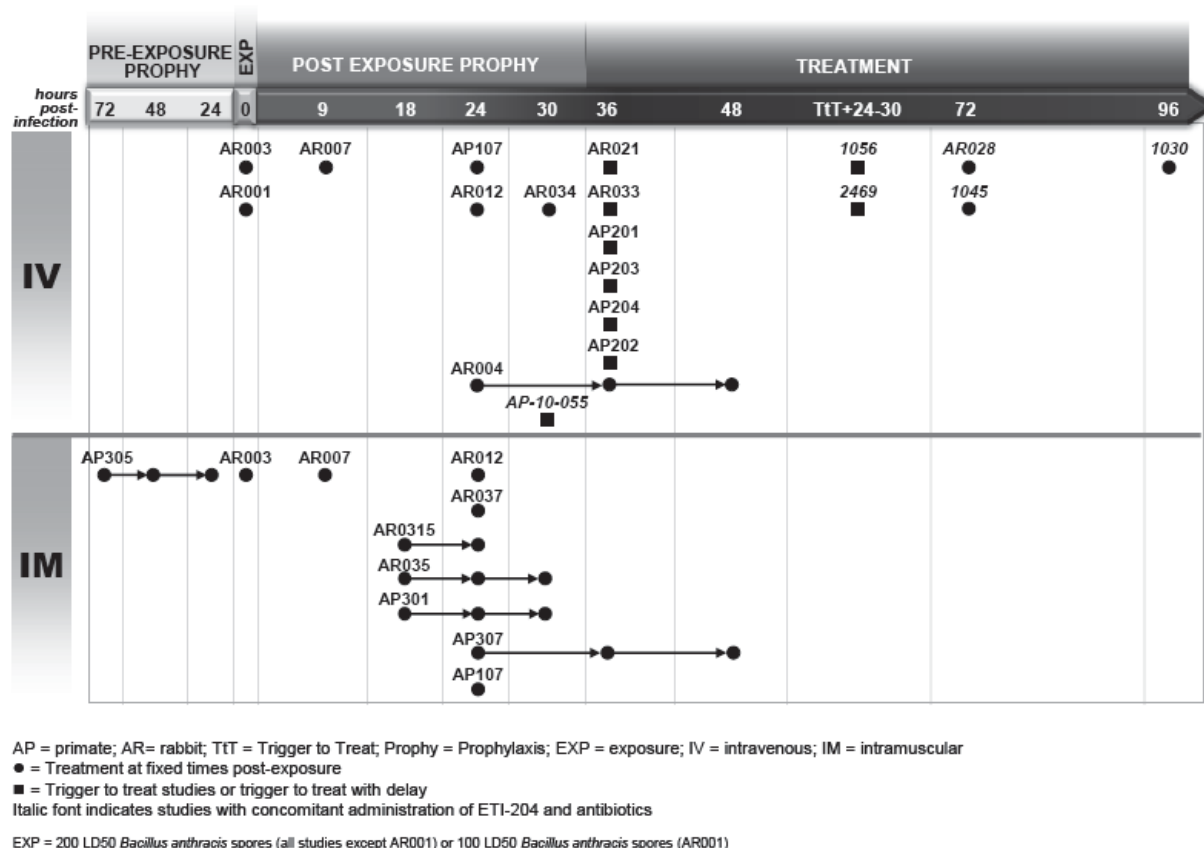 PRE-EXPOSURE PROPHY
EXP
POST EXPOSURE PROPHY
TREATMENT
hours post-infection
72 48 24 0 9 18 24 30 36 48 TtT+24-30 72 96
IV
AR003 AR007 AP107 AR021 1056 AR028 1030
AR001 AR012 AR034 AR033 2469 1045
AP201
AP203
AP204
AP202
AR004
AP-10-055
IM
AP305 AR003 AR007 AR012
AR037
AR0315
AR035
AP301
AP307
AP107
AP = primate; AR= rabbit; TtT = Trigger to Treat; Prophy = Prophylaxis; EXP = exposure; IV = intravenous; IM = intramuscular
● = Treatment at fixed times post-exposure
■ = Trigger to treat studies or trigger to treat with delay
Italic font indicates studies with concomitant administration of ETI-204 and antibiotics
EXP = 200 LD50 Bacillus anthracis spores (all studies except AR001) or 100 LD50 Bacillus anthracis spores (AR001)